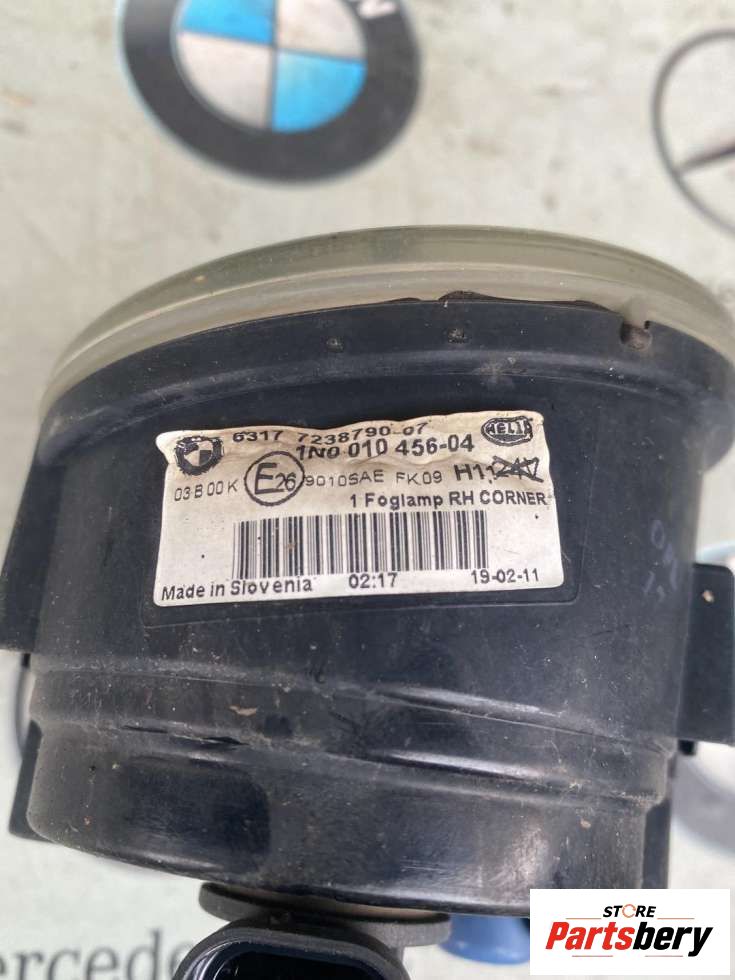 6317 7238790-07
1N0 010 456-04
HELLA
03 B 00 K E26 9010SAE FK09 H11 24V
1 Foglamp RH CORNER
Made in Slovenia 02:17 19-02-11
STORE
Partsbery